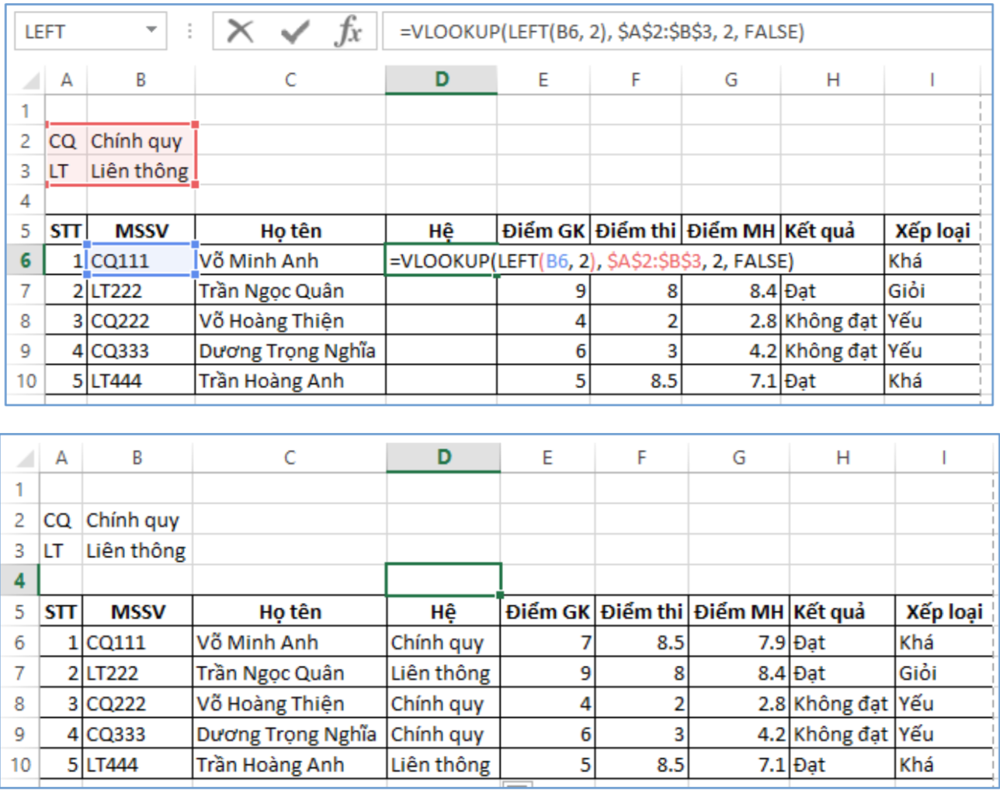 LEFT =VLOOKUP(LEFT(B6, 2), $A$2:$B$3, 2, FALSE)
A B C D E F G H I
1
2 CQ Chính quy
3 LT Liên thông
4
5 STT MSSV Họ tên Hệ Điểm GK Điểm thi Điểm MH Kết quả Xếp loại
6 1 CQ111 Võ Minh Anh =VLOOKUP(LEFT(B6, 2), $A$2:$B$3, 2, FALSE) Khá
7 2 LT222 Trần Ngọc Quân 9 8 8.4 Đạt Giỏi
8 3 CQ222 Võ Hoàng Thiện 4 2 2.8 Không đạt Yếu
9 4 CQ333 Dương Trọng Nghĩa 6 3 4.2 Không đạt Yếu
10 5 LT444 Trần Hoàng Anh 5 8.5 7.1 Đạt Khá
A B C D E F G H I
1
2 CQ Chính quy
3 LT Liên thông
4
5 STT MSSV Họ tên Hệ Điểm GK Điểm thi Điểm MH Kết quả Xếp loại
6 1 CQ111 Võ Minh Anh Chính quy 7 8.5 7.9 Đạt Khá
7 2 LT222 Trần Ngọc Quân Liên thông 9 8 8.4 Đạt Giỏi
8 3 CQ222 Võ Hoàng Thiện Chính quy 4 2 2.8 Không đạt Yếu
9 4 CQ333 Dương Trọng Nghĩa Chính quy 6 3 4.2 Không đạt Yếu
10 5 LT444 Trần Hoàng Anh Liên thông 5 8.5 7.1 Đạt Khá